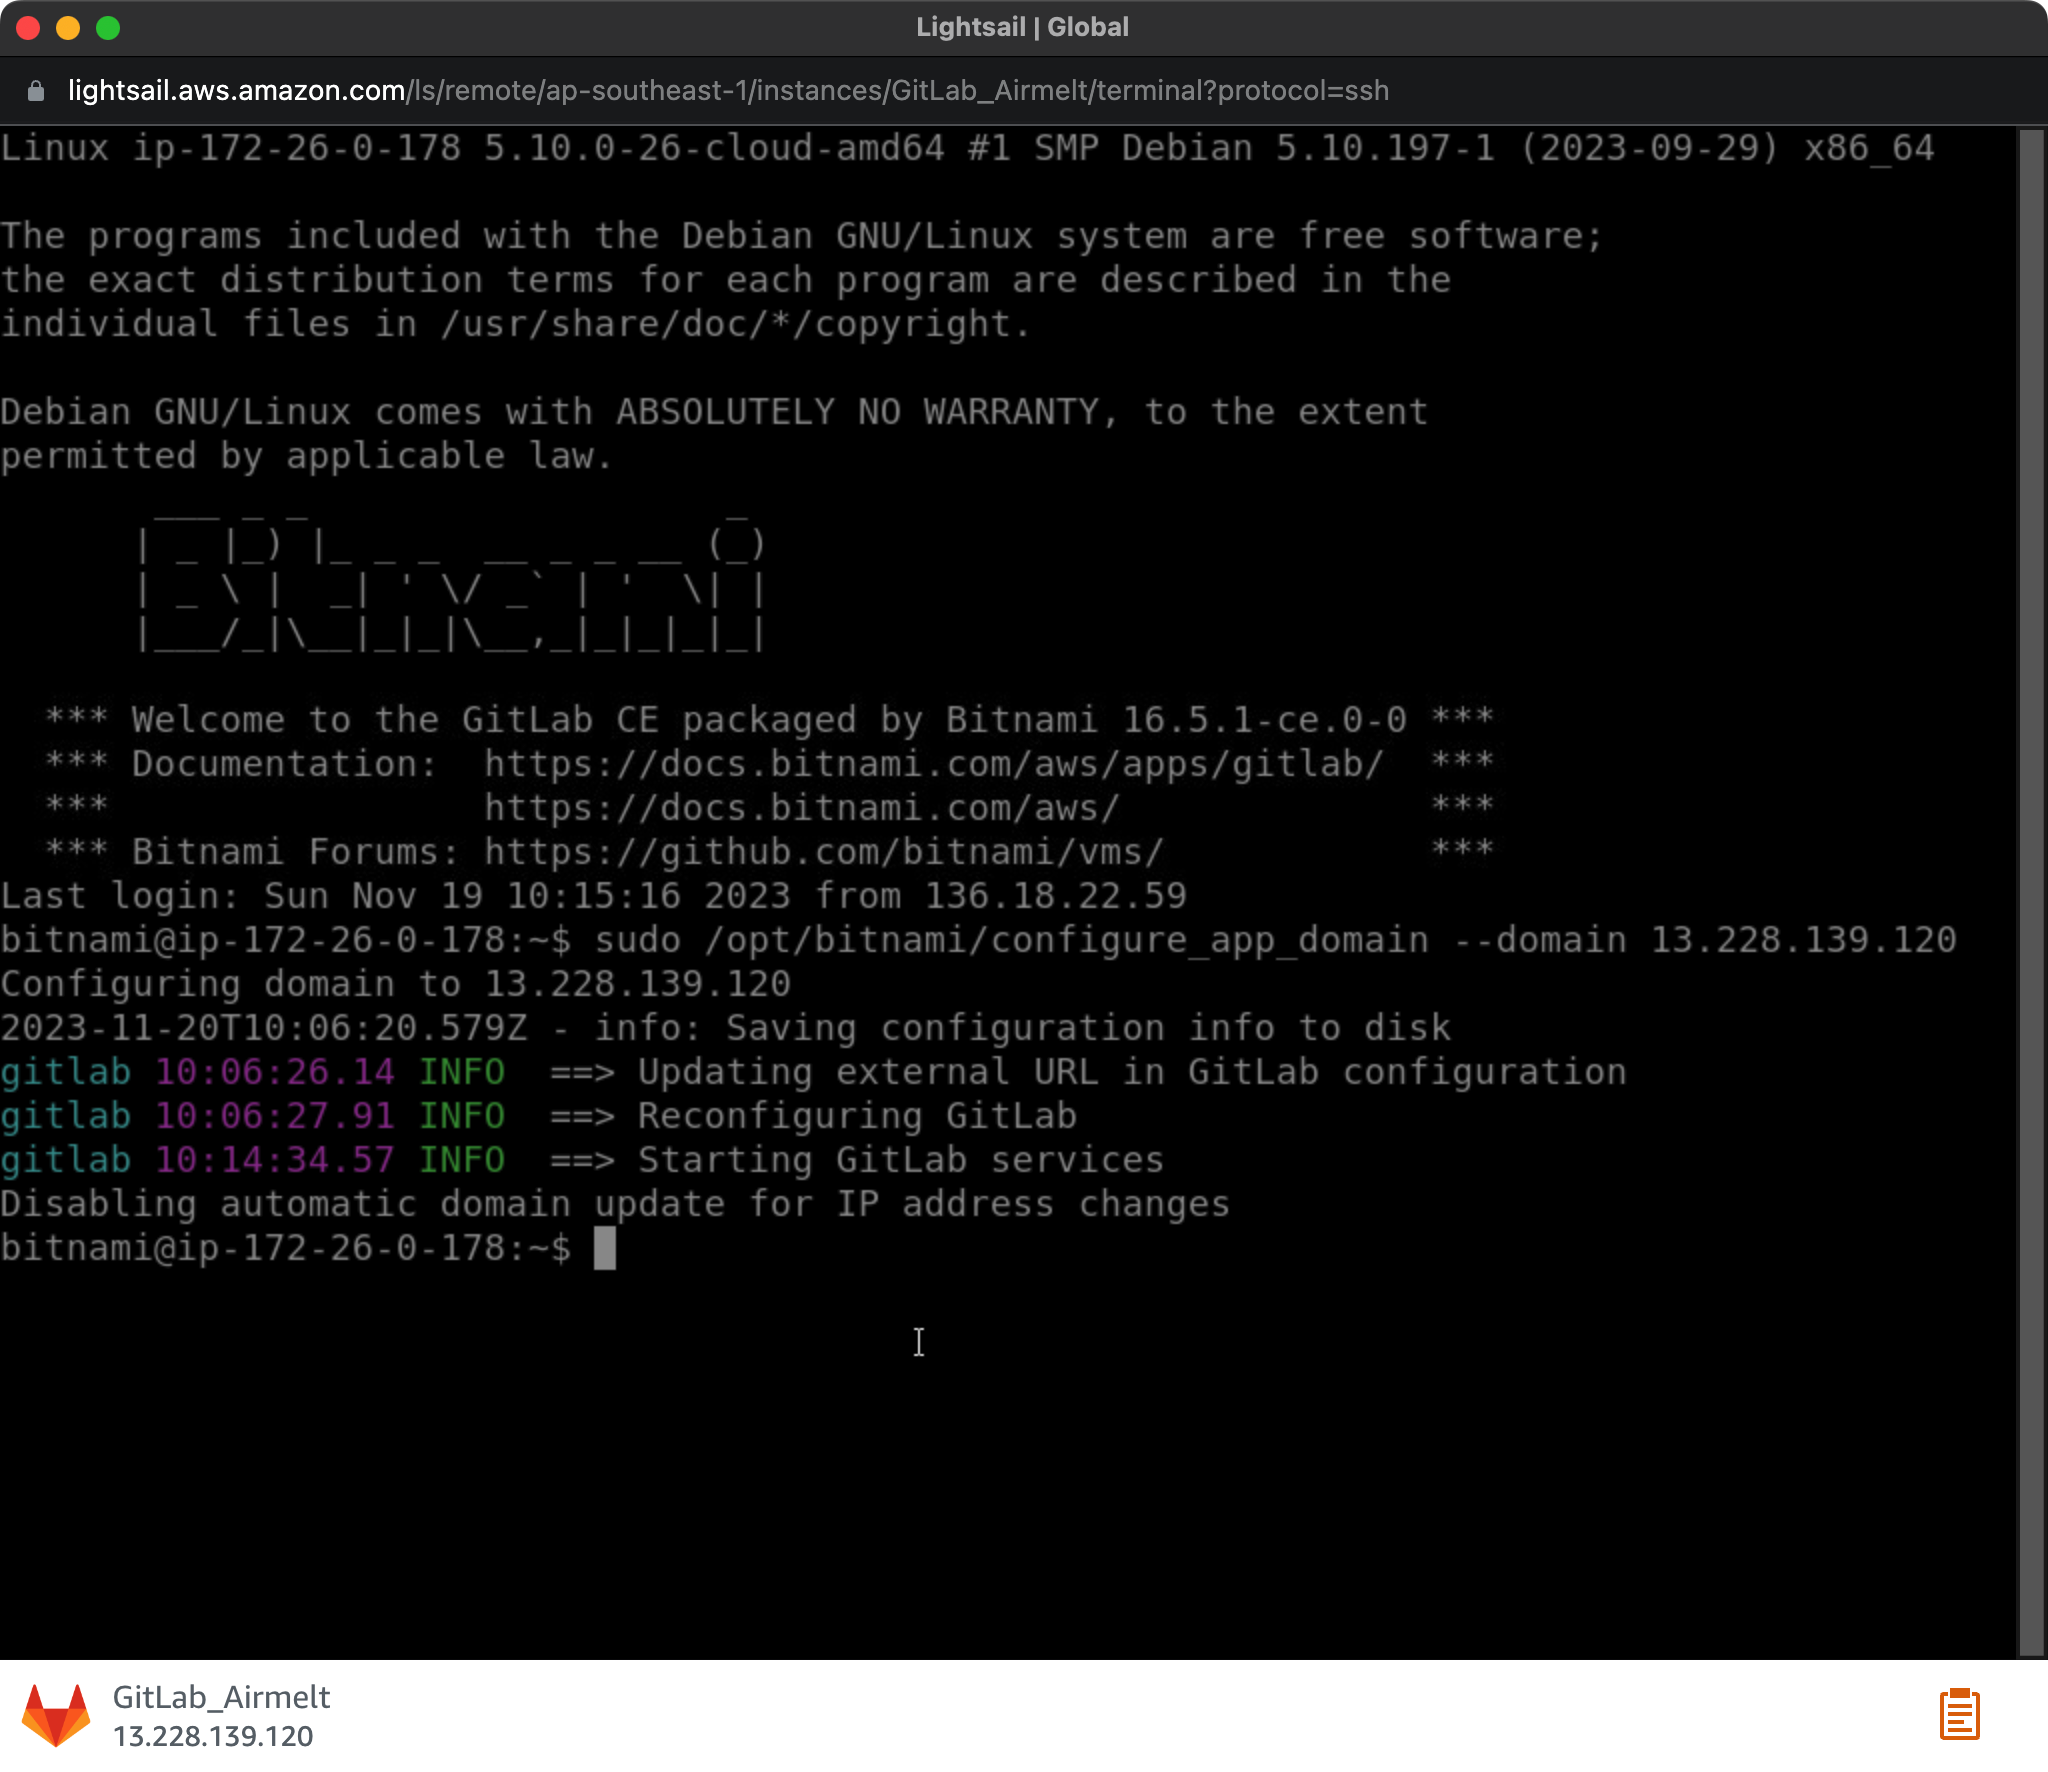 Lightsail | Global
lightsail.aws.amazon.com/ls/remote/ap-southeast-1/instances/GitLab_Airmelt/terminal?protocol=ssh
Linux ip-172-26-0-178 5.10.0-26-cloud-amd64 #1 SMP Debian 5.10.197-1 (2023-09-29) x86_64
The programs included with the Debian GNU/Linux system are free software;
the exact distribution terms for each program are described in the
individual files in /usr/share/doc/*/copyright.
Debian GNU/Linux comes with ABSOLUTELY NO WARRANTY, to the extent
permitted by applicable law.
       ___ _ _                   _
      | _ |_) |_ _ _  __ _ _ __ (_)
      | _ \ |  _| ' \/ _` | '  \| |
      |___/_|\__|_|_|\__,_|_|_|_|_|
*** Welcome to the GitLab CE packaged by Bitnami 16.5.1-ce.0-0 ***
*** Documentation:  https://docs.bitnami.com/aws/apps/gitlab/  ***
***                 https://docs.bitnami.com/aws/              ***
*** Bitnami Forums: https://github.com/bitnami/vms/            ***
Last login: Sun Nov 19 10:15:16 2023 from 136.18.22.59
bitnami@ip-172-26-0-178:~$ sudo /opt/bitnami/configure_app_domain --domain 13.228.139.120
Configuring domain to 13.228.139.120
2023-11-20T10:06:20.579Z - info: Saving configuration info to disk
gitlab 10:06:26.14 INFO  ==> Updating external URL in GitLab configuration
gitlab 10:06:27.91 INFO  ==> Reconfiguring GitLab
gitlab 10:14:34.57 INFO  ==> Starting GitLab services
Disabling automatic domain update for IP address changes
bitnami@ip-172-26-0-178:~$
GitLab_Airmelt
13.228.139.120